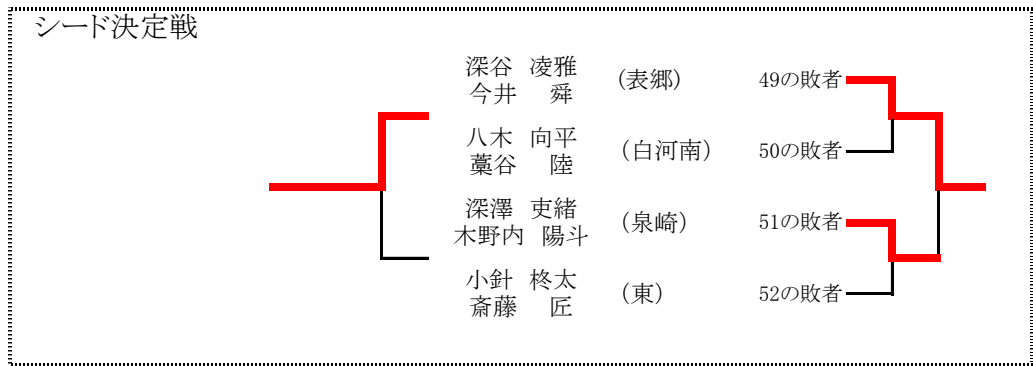 シード決定戦
深谷 凌雅
今井 舜
(表郷)
49の敗者
八木 向平
藁谷 陸
(白河南)
50の敗者
深澤 吏緒
木野内 陽斗
(泉崎)
51の敗者
小針 柊太
斎藤 匠
(東)
52の敗者